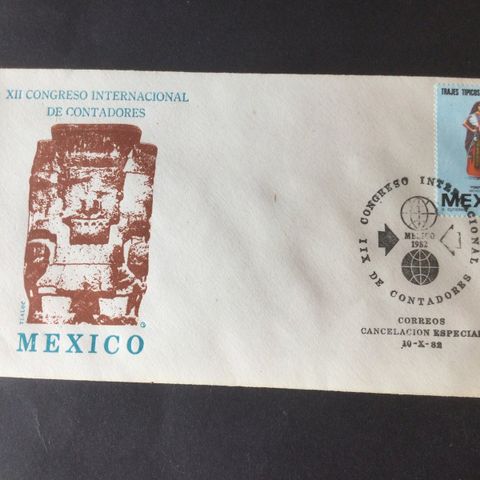 XII CONGRESO INTERNACIONAL
DE CONTADORES
TLALOC
MEXICO
TRAJES TIPICOS
MEX
XII CONGRESO INTERNACIONAL
DE CONTADORES
MEXICO
1982
CORREOS
CANCELACION ESPECIAL
10-X-82